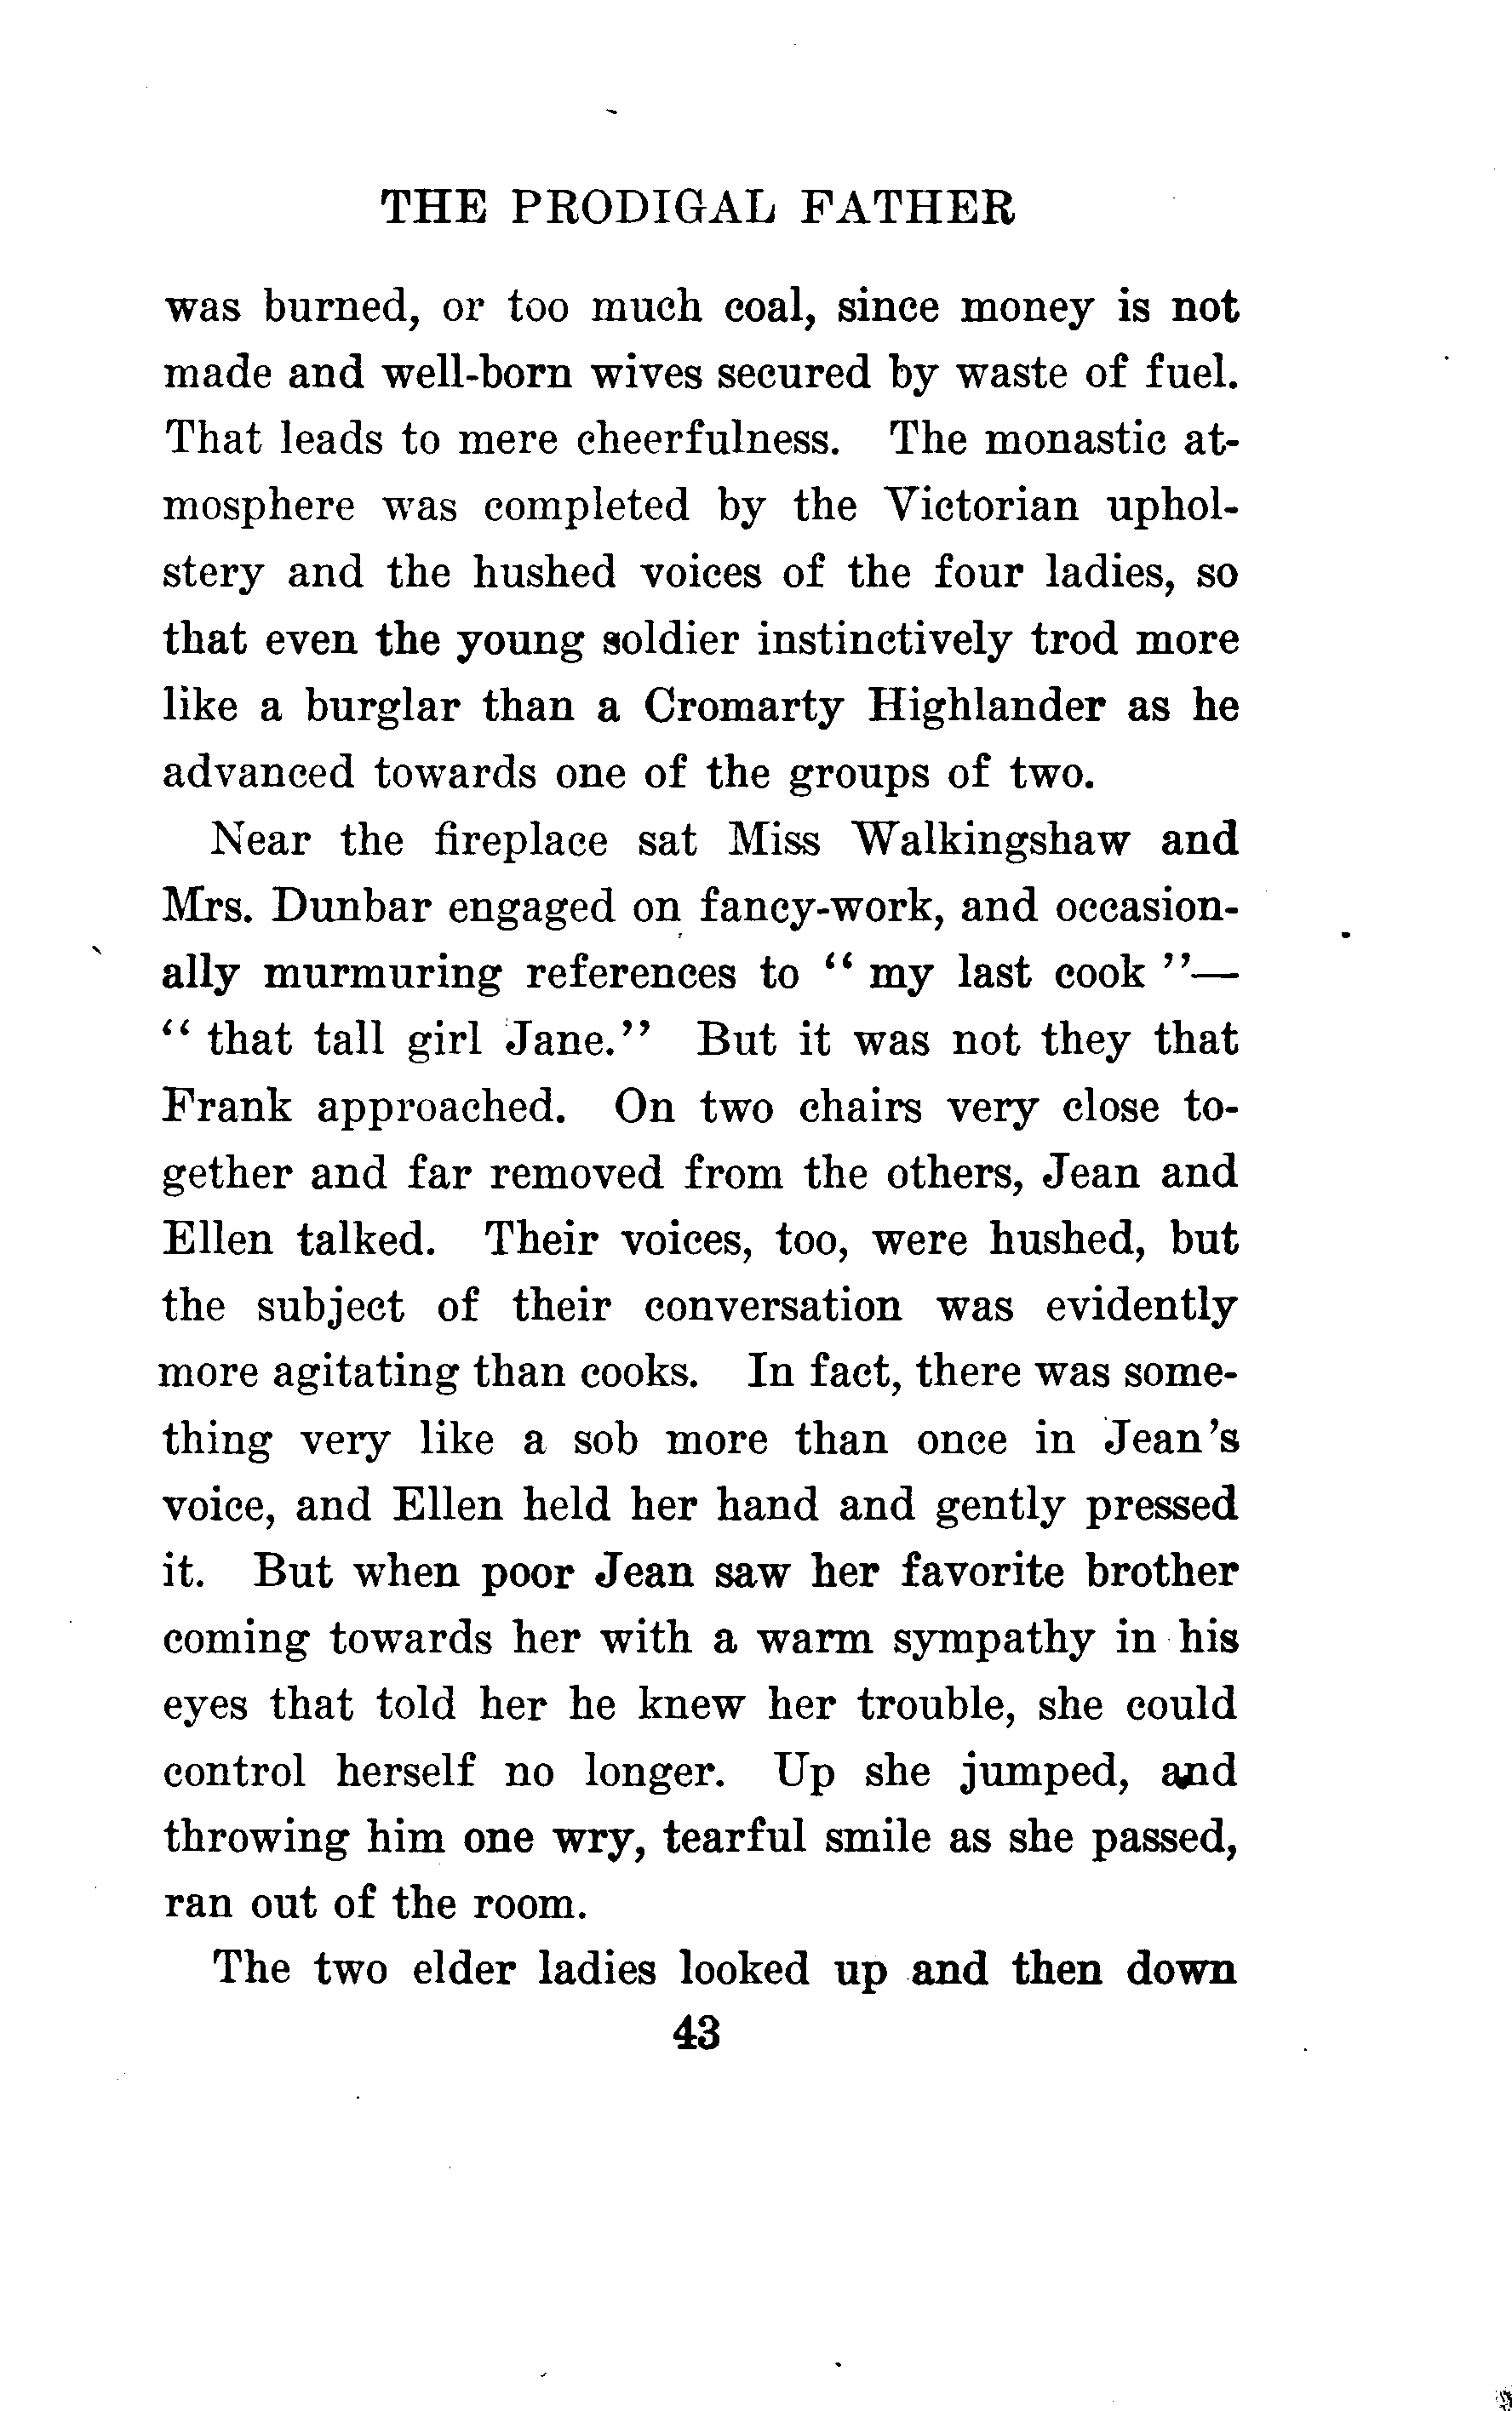 THE PRODIGAL FATHER
was burned, or too much coal, since money is not
made and well-born wives secured by waste of fuel.
That leads to mere cheerfulness. The monastic at-
mosphere was completed by the Victorian uphol-
stery and the hushed voices of the four ladies, so
that even the young soldier instinctively trod more
like a burglar than a Cromarty Highlander as he
advanced towards one of the groups of two.
Near the fireplace sat Miss Walkingshaw and
Mrs. Dunbar engaged on fancy-work, and occasion-
ally murmuring references to “ my last cook ”—
“ that tall girl Jane.” But it was not they that
Frank approached. On two chairs very close to-
gether and far removed from the others, Jean and
Ellen talked. Their voices, too, were hushed, but
the subject of their conversation was evidently
more agitating than cooks. In fact, there was some-
thing very like a sob more than once in Jean’s
voice, and Ellen held her hand and gently pressed
it. But when poor Jean saw her favorite brother
coming towards her with a warm sympathy in his
eyes that told her he knew her trouble, she could
control herself no longer. Up she jumped, and
throwing him one wry, tearful smile as she passed,
ran out of the room.
The two elder ladies looked up and then down
43